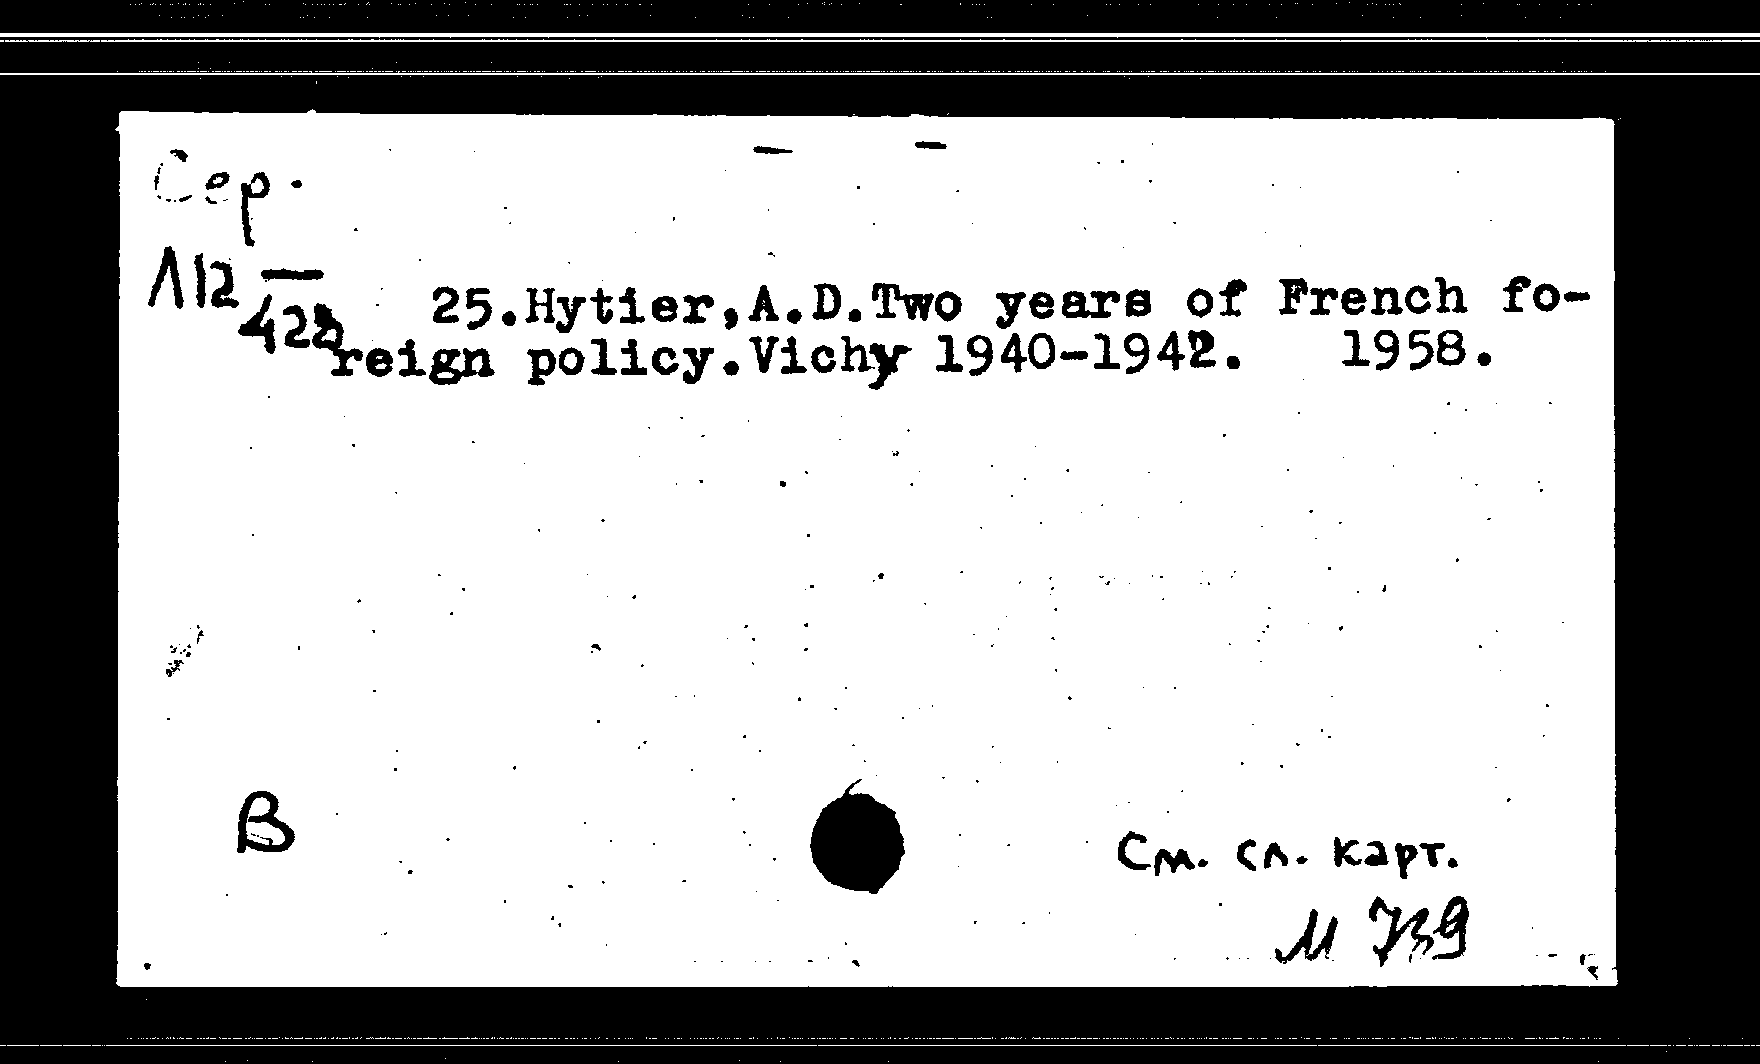 Сер.
Л12—
422
25.Hytier,A.D.Two years of French fo-
reign policy.Vichy 1940-1942. 1958.
В
См. сл. карт.
М 739